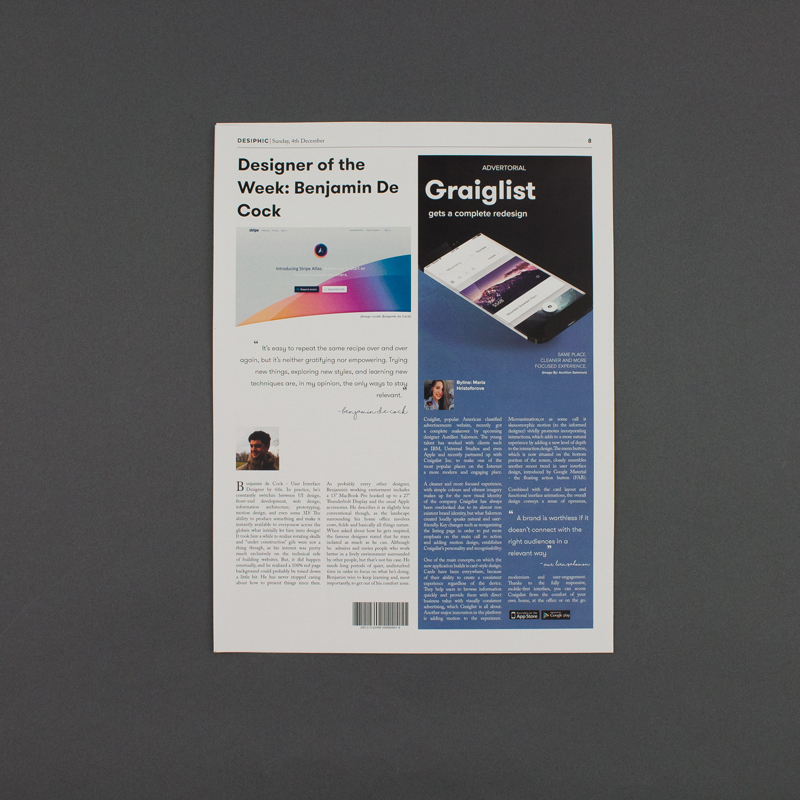 DESIPHIC | Sunday, 4th December
8
Designer of the
Week: Benjamin De
Cock
stripe
Introducing Stripe Atlas.
Image credit: Benjamin De Cock
“ It's easy to repeat the same recipe over and over
again, but it's neither gratifying nor empowering. Trying
new things, exploring new styles, and learning new
techniques are, in my opinion, the only ways to stay
relevant. ”
-benjamin de cock
Benjamin de Cock - User Interface
Designer by title. In practice, he's
constantly switches between UI design,
front-end development, web design,
information architecture, prototyping,
motion design, and even some 3D. The
ability to produce something and make it
instantly available to everyone across the
globe is what initially let him into design!
It took him a while to realize rotating skulls
and "under construction" gifs were not a
thing though, as his interest was pretty
much exclusively on the technical side
of building websites. But, it did happen
eventually, and he realized a 100% red page
background could probably be toned down
a little bit. He has never stopped caring
about how to present things since then.
As probably every other designer,
Benjamin's working environment includes
a 15" MacBook Pro hooked up to a 27"
Thunderbolt Display and the usual Apple
accessories. He describes it as slightly less
conventional though, as the landscape
surrounding his home office involves
cows, fields and basically all things nature.
When asked about how he gets inspired,
the famous designer stated that he stays
isolated as much as he can. Although
he admires and envies people who work
better in a lively environment surrounded
by other people, but that's not his case. He
needs long periods of quiet, undisturbed
time in order to focus on what he's doing.
Benjamin tries to keep learning and, most
importantly, to get out of his comfort zone.
ADVERTORIAL
Graiglist
gets a complete redesign
SAME PLACE.
CLEANER AND MORE
FOCUSED EXPERIENCE.
Image By: Aurélien Salomon
Byline: Maria
Hristoforova
Craiglist, popular American classified
advertisements website, recently got
a complete makeover by upcoming
designer Aurélien Salomon. The young
talent has worked with clients such
as IBM, Universal Studios and even
Apple and recently partnered up with
Craiglist Inc. to make one of the
most popular places on the Internet
a more modern and engaging place.
A cleaner and more focused experience,
with simple colours and vibrant imagery
makes up for the new visual identity
of the company. Craiglist has always
been overlooked due to its almost non
existent brand identity, but what Salomon
created loudly speaks natural and user-
friendly. Key changes such as reorganizing
the listing page in order to put more
emphasis on the main call to action
and adding motion design, establishes
Craiglist's personality and recognisability.
One of the main concepts, on which the
new application builds is card-style design.
Cards have been everywhere, because
of their ability to create a consistent
experience regardless of the device.
They help users to browse information
quickly and provide them with direct
business value with visually consistent
advertising, which Graiglist is all about.
Another major innovation in the platform
is adding motion to the experience.
Microanimation, or as some call it
skeuomorphic motion (to the informed
designer) vividly promotes incorporating
interactions, which adds to a more natural
experience by adding a new level of depth
to the interaction design. The menu button,
which is now situated on the bottom
portion of the screen, closely resembles
another recent trend in user interface
design, introduced by Google Material
- the floating action button (FAB).
Combined with the card layout and
functional interface animations, the overall
design conveys a sense of openness,
“ A brand is worthless if it
doesn't connect with the
right audiences in a
relevant way ”
modernism and user-engagement.
Thanks to the fully responsive,
mobile-first interface, you can access
Craiglist from the comfort of your
own home, at the office or on the go.
App Store
Google play